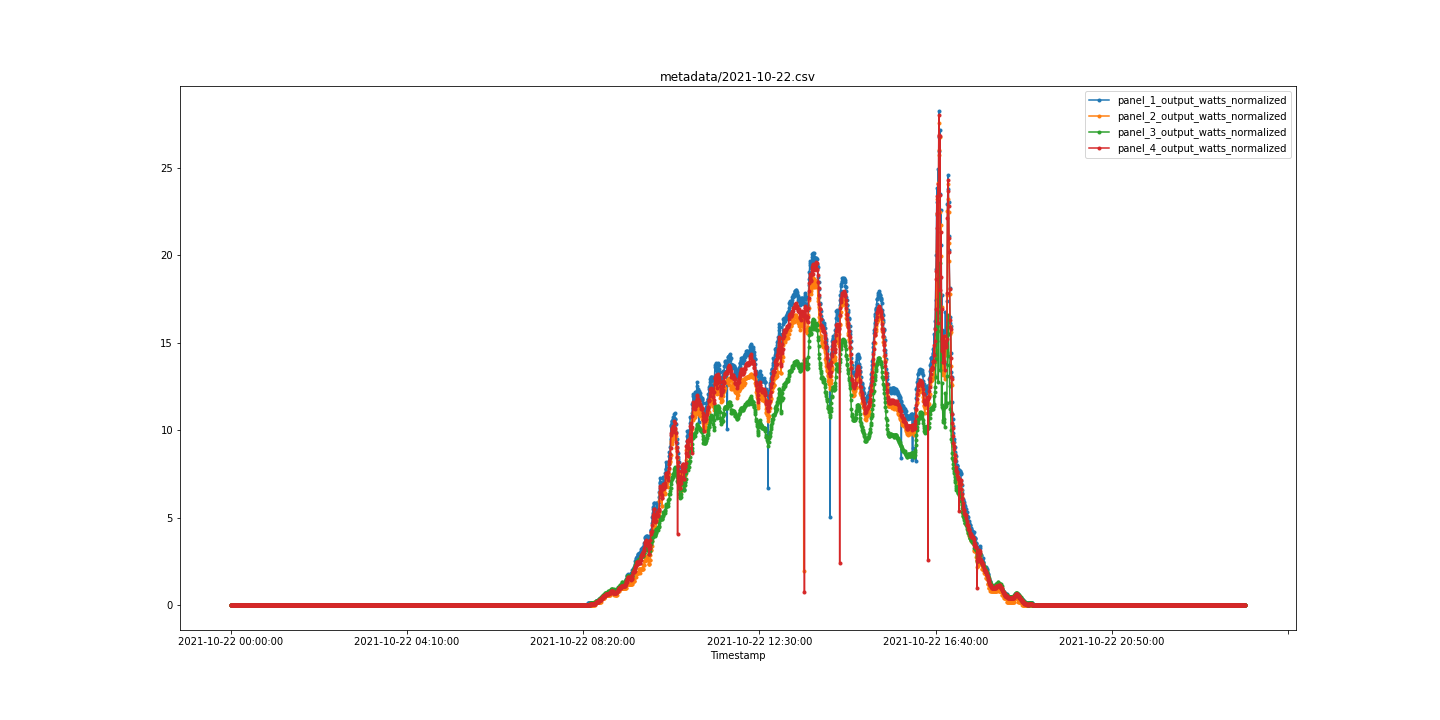 metadata/2021-10-22.csv
panel_1_output_watts_normalized
panel_2_output_watts_normalized
panel_3_output_watts_normalized
panel_4_output_watts_normalized
25
20
15
10
5
0
2021-10-22 00:00:00
2021-10-22 04:10:00
2021-10-22 08:20:00
2021-10-22 12:30:00
2021-10-22 16:40:00
2021-10-22 20:50:00
Timestamp